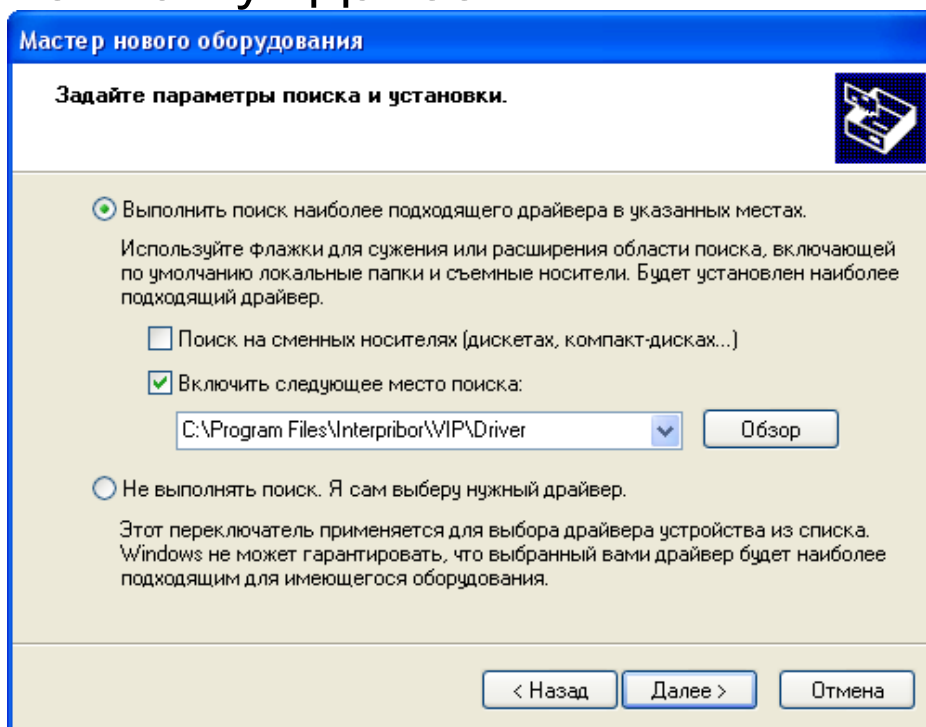 Мастер нового оборудования
Задайте параметры поиска и установки.
Выполнить поиск наиболее подходящего драйвера в указанных местах.
Используйте флажки для сужения или расширения области поиска, включающей
по умолчанию локальные папки и съемные носители. Будет установлен наиболее
подходящий драйвер.
Поиск на сменных носителях (дискетах, компакт-дисках...)
Включить следующее место поиска:
C:\Program Files\Interpribor\VIP\Driver
Обзор
Не выполнять поиск. Я сам выберу нужный драйвер.
Этот переключатель применяется для выбора драйвера устройства из списка.
Windows не может гарантировать, что выбранный вами драйвер будет наиболее
подходящим для имеющегося оборудования.
< Назад Далее > Отмена